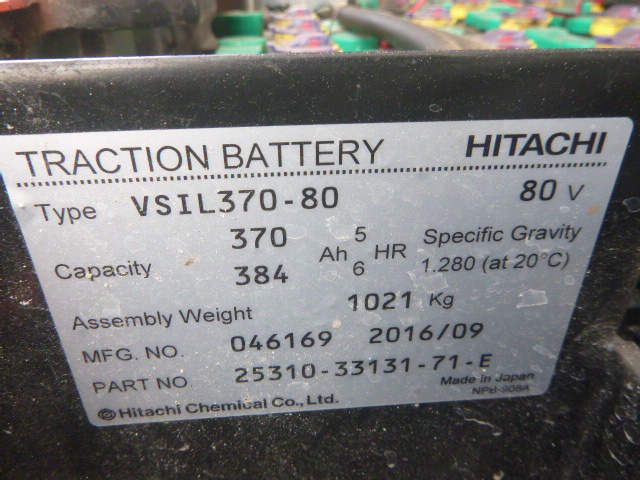 TRACTION BATTERY HITACHI
Type VSIL370-80 80 V
370 5
Capacity Ah HR Specific Gravity
384 6 1.280 (at 20°C)
Assembly Weight 1021 Kg
MFG. NO. 046169 2016/09
PART NO 25310-33131-71-E
Made in Japan
NPB-908A
© Hitachi Chemical Co., Ltd.